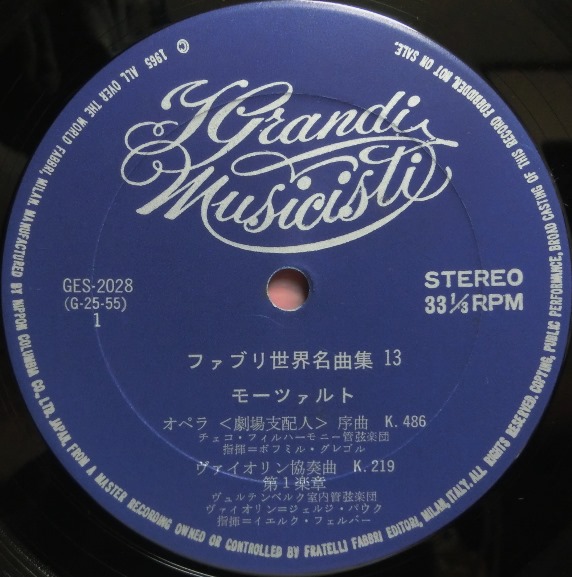 I Grandi
Musicisti
GES-2028
(G-25-55)
1
STEREO
33 1/3 RPM
ファブリ世界名曲集 13
モーツァルト
オペラ <劇場支配人> 序曲 K. 486
チェコ・フィルハーモニー管弦楽団
指揮=ボフミル・グレゴル
ヴァイオリン協奏曲 K. 219
第1楽章
ヴュルテンベルク室内管弦楽団
ヴァイオリン=ジェルジ・パウク
指揮=イエルク・フェルバー
© 1965 ALL OVER THE WORLD FABBRI, MILAN. MANUFACTURED BY NIPPON COLUMBIA CO., LTD. JAPAN, FROM A MASTER RECORDING OWNED OR CONTROLLED BY FRATELLI FABBRI EDITORI, MILAN, ITALY. ALL RIGHTS RESERVED. COPYING, PUBLIC PERFORMANCE, BROAD CASTING OF THIS RECORD FORBIDDEN. NOT ON SALE.